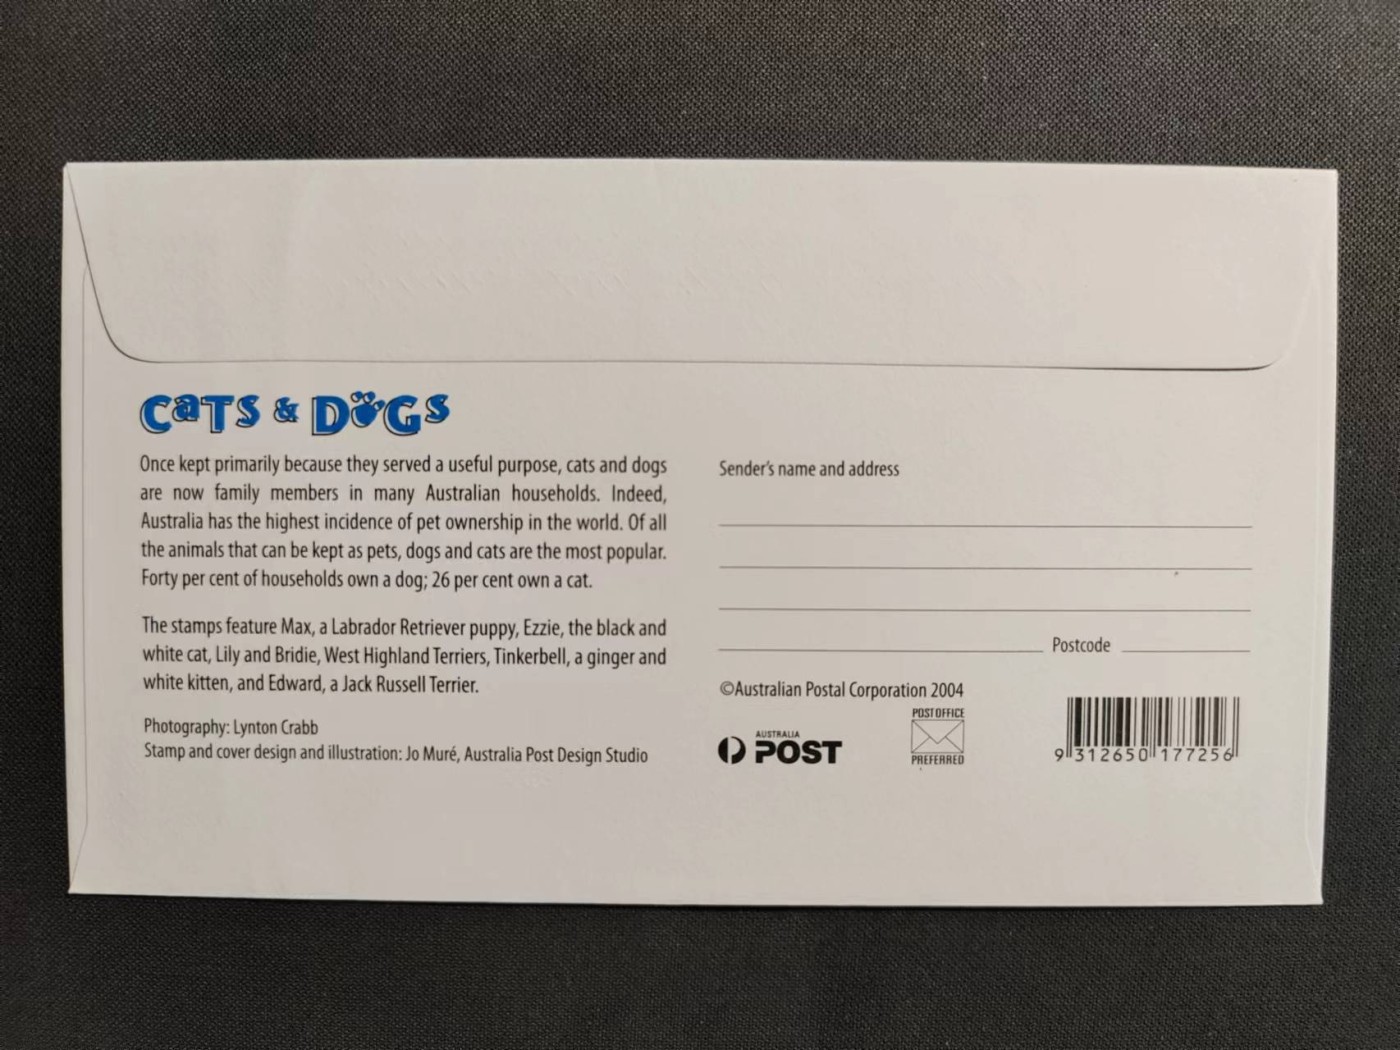 CaTS & DOGS
Once kept primarily because they served a useful purpose, cats and dogs
are now family members in many Australian households. Indeed,
Australia has the highest incidence of pet ownership in the world. Of all
the animals that can be kept as pets, dogs and cats are the most popular.
Forty per cent of households own a dog; 26 per cent own a cat.
The stamps feature Max, a Labrador Retriever puppy, Ezzie, the black and
white cat, Lily and Bridie, West Highland Terriers, Tinkerbell, a ginger and
white kitten, and Edward, a Jack Russell Terrier.
Photography: Lynton Crabb
Stamp and cover design and illustration: Jo Muré, Australia Post Design Studio
Sender's name and address
Postcode
©Australian Postal Corporation 2004
AUSTRALIA
POST
POST OFFICE
PREFERRED
9 312650 177256